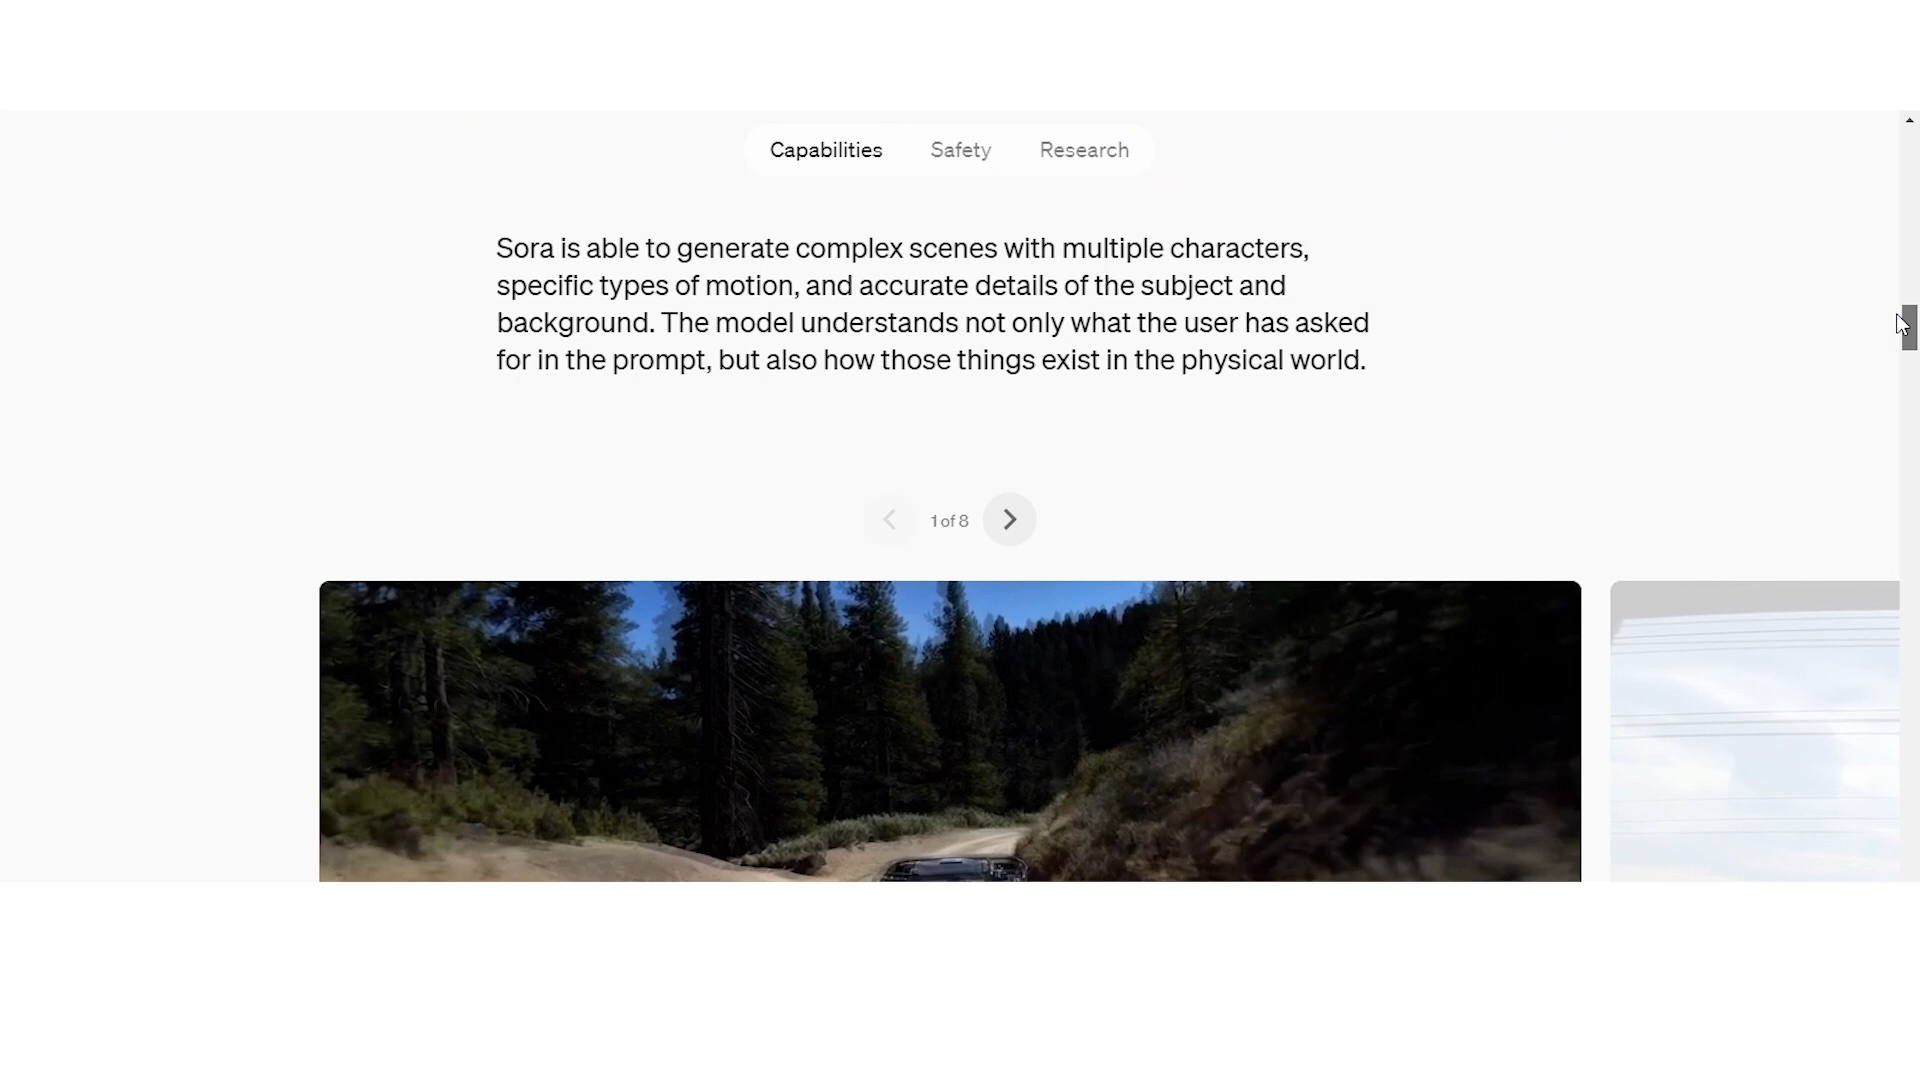 Capabilities Safety Research
Sora is able to generate complex scenes with multiple characters,
specific types of motion, and accurate details of the subject and
background. The model understands not only what the user has asked
for in the prompt, but also how those things exist in the physical world.
1 of 8